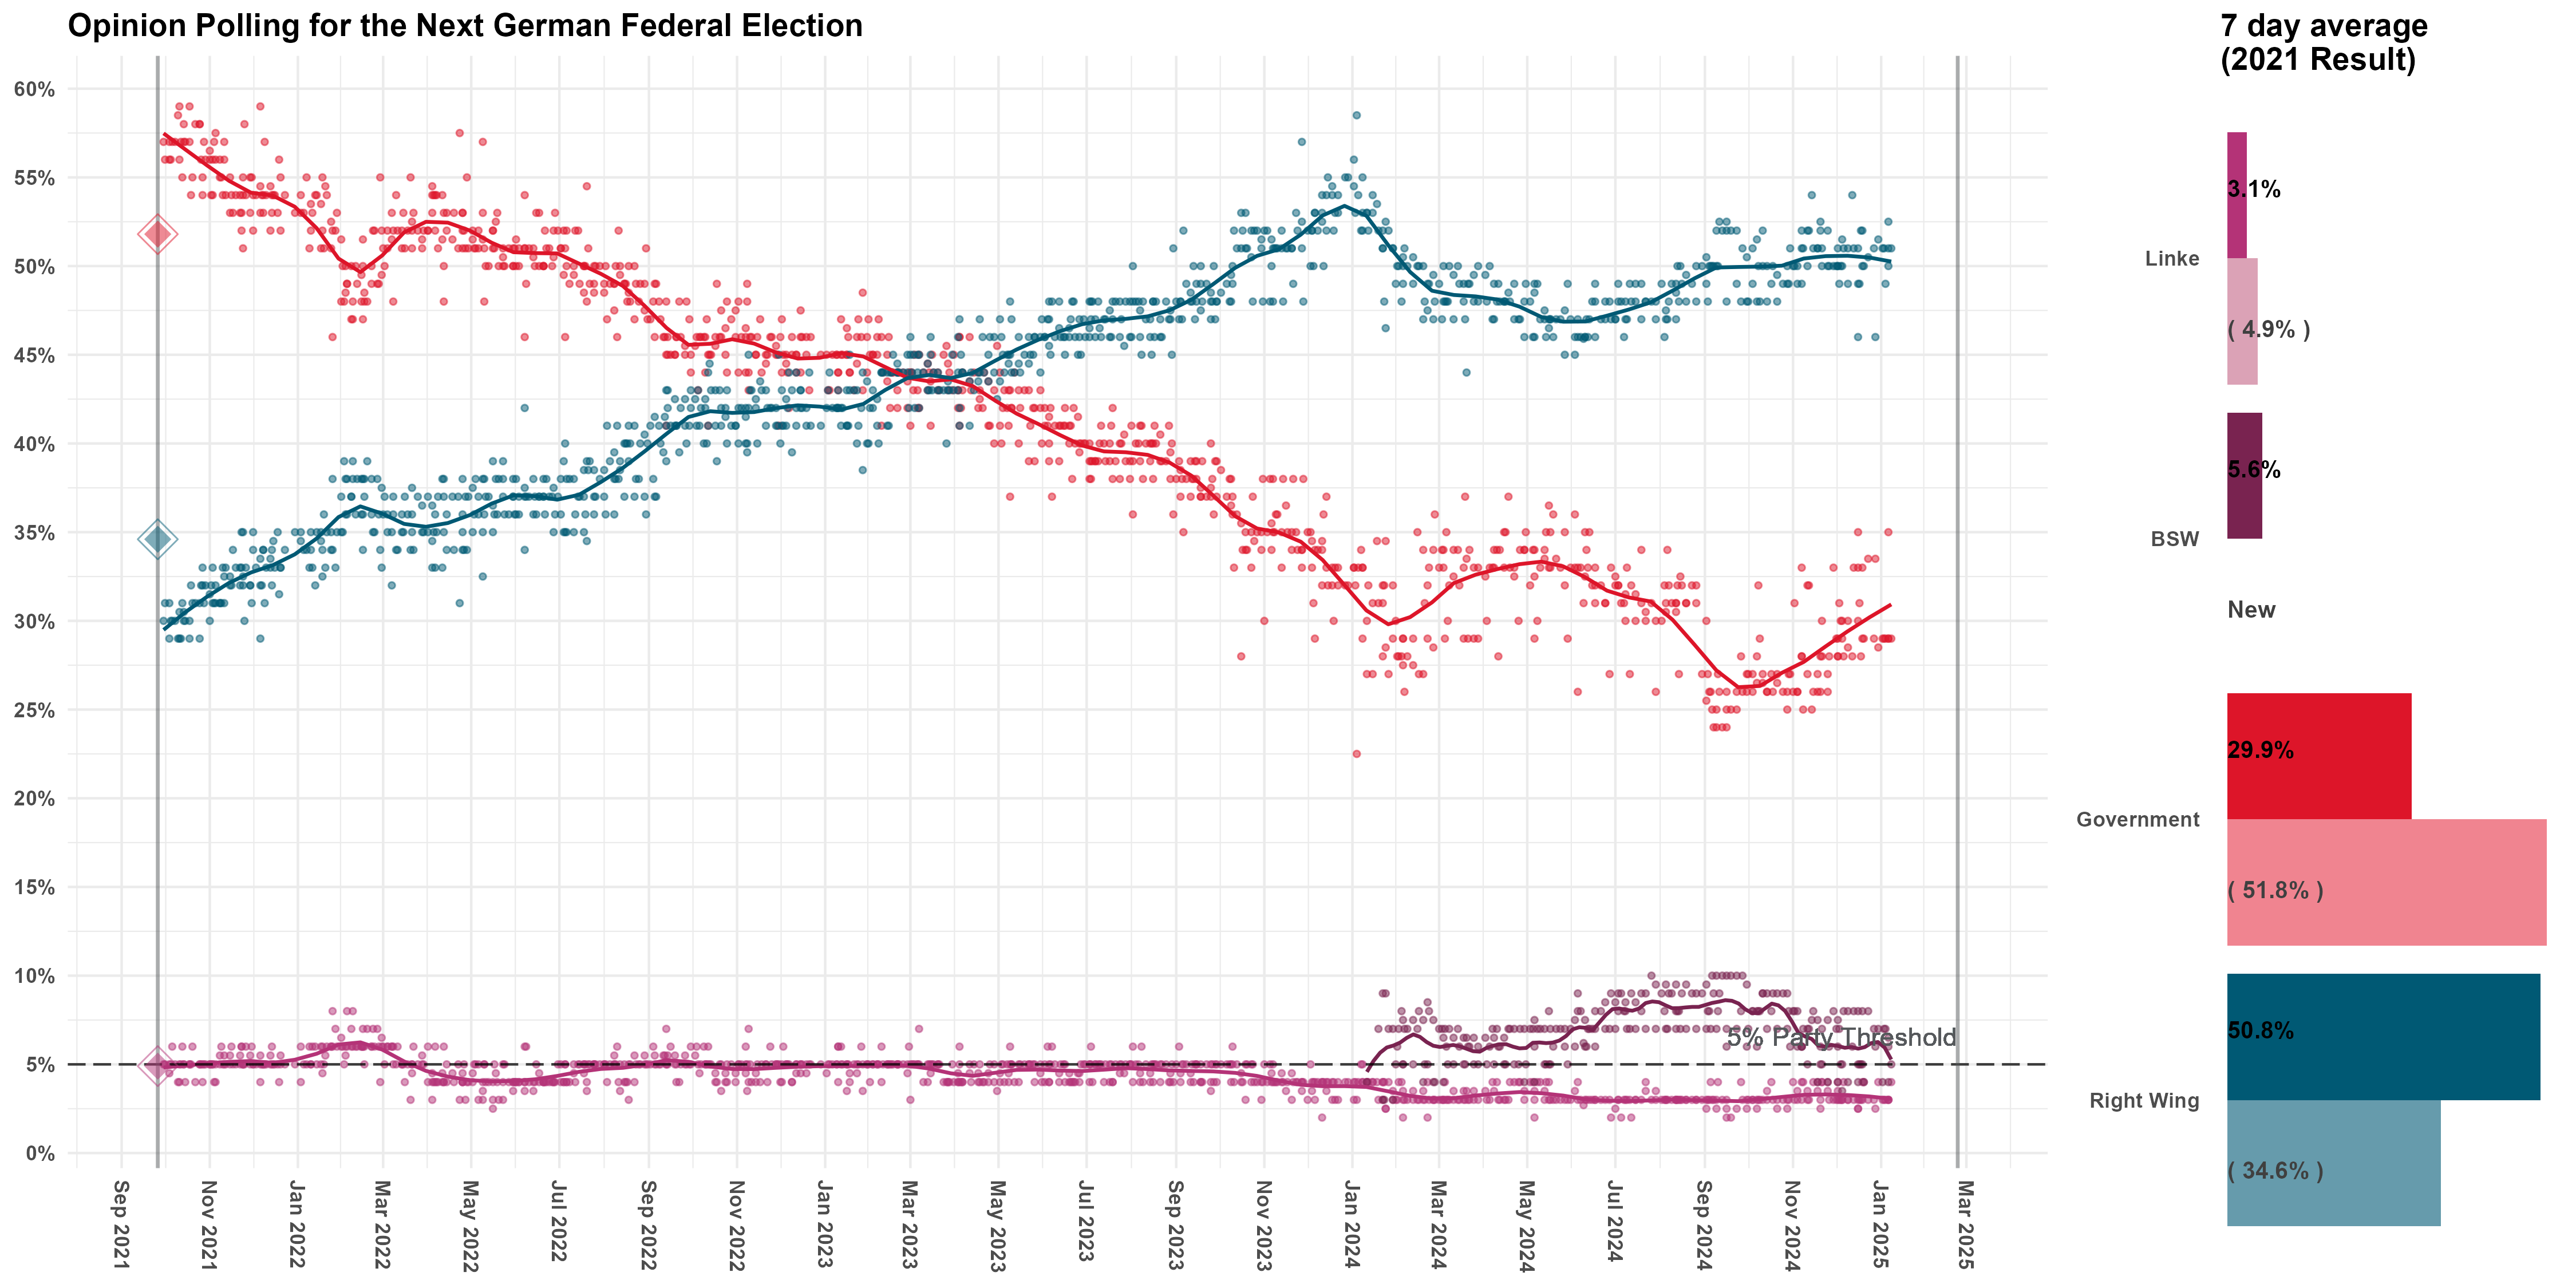 Opinion Polling for the Next German Federal Election
7 day average
(2021 Result)
60%
55%
50%
45%
40%
35%
30%
25%
20%
15%
10%
5%
0%
5% Party Threshold
Sep 2021
Nov 2021
Jan 2022
Mar 2022
May 2022
Jul 2022
Sep 2022
Nov 2022
Jan 2023
Mar 2023
May 2023
Jul 2023
Sep 2023
Nov 2023
Jan 2024
Mar 2024
May 2024
Jul 2024
Sep 2024
Nov 2024
Jan 2025
Mar 2025
Linke
3.1%
( 4.9% )
BSW
5.6%
New
Government
29.9%
( 51.8% )
Right Wing
50.8%
( 34.6% )